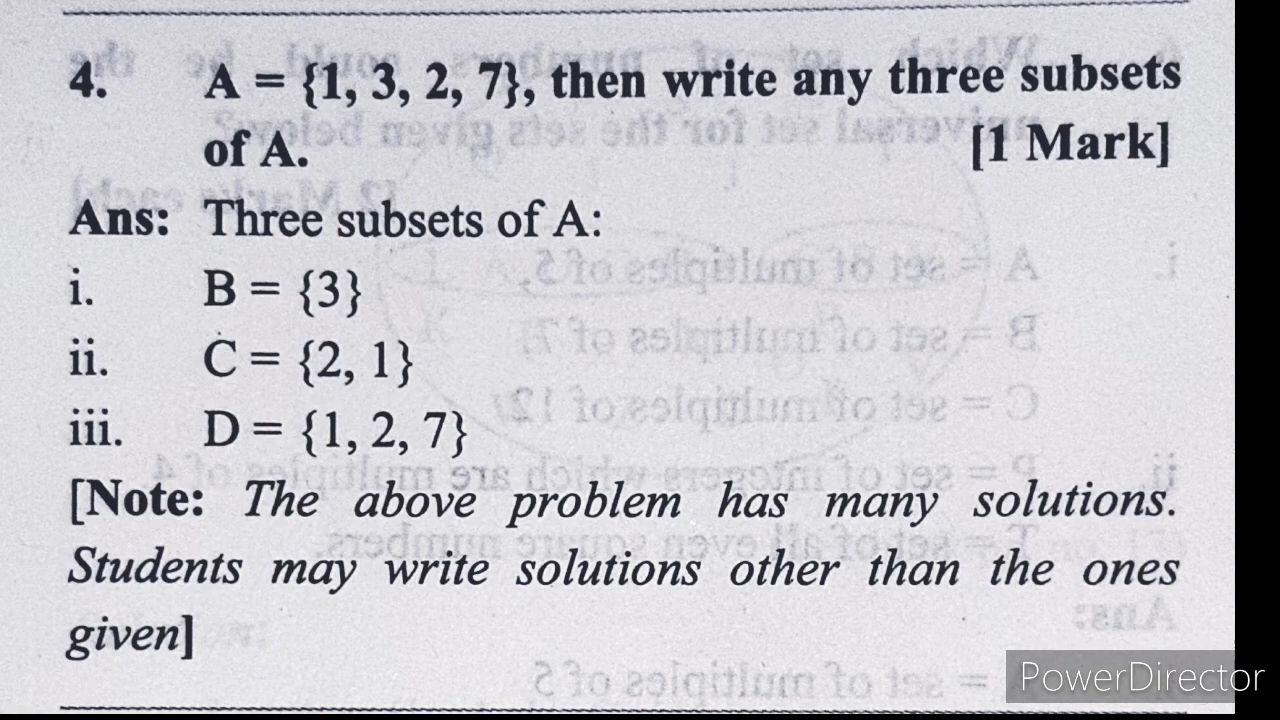 4. A = {1, 3, 2, 7}, then write any three subsets
of A. [1 Mark]
Ans: Three subsets of A:
i. B = {3}
ii. C = {2, 1}
iii. D = {1, 2, 7}
[Note: The above problem has many solutions.
Students may write solutions other than the ones
given]
PowerDirector